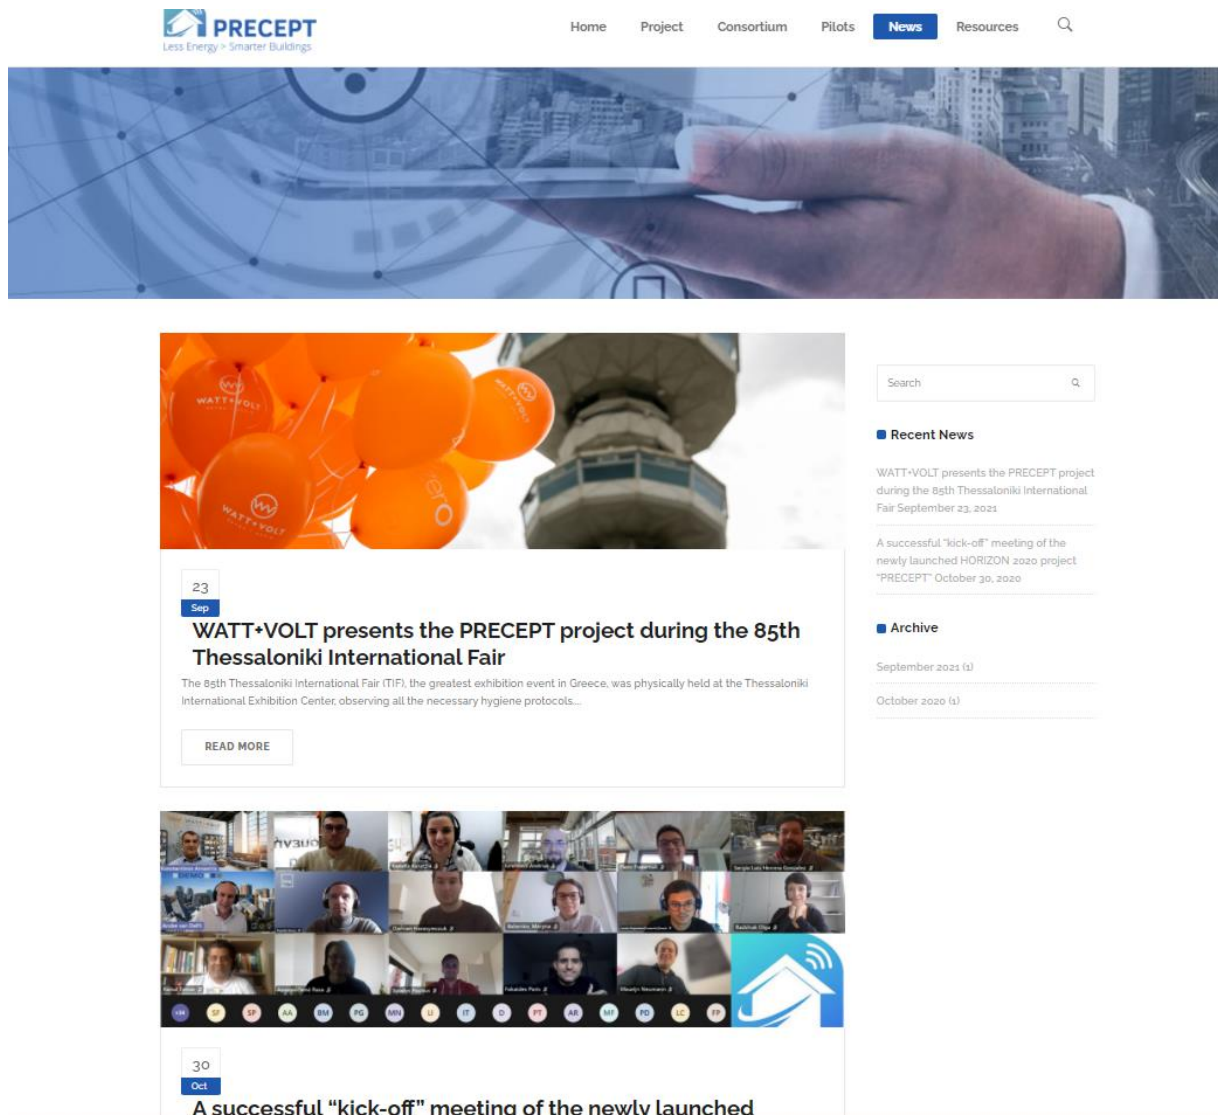 PRECEPT
Less Energy > Smarter Buildings
Home Project Consortium Pilots News Resources
WATT+VOLT
WATT+VOLT
WATT+VOLT
zero
Search
Recent News
WATT+VOLT presents the PRECEPT project
during the 85th Thessaloniki International
Fair September 23, 2021
A successful “kick-off” meeting of the
newly launched HORIZON 2020 project
“PRECEPT” October 30, 2020
Archive
September 2021 (1)
October 2020 (1)
23
Sep
WATT+VOLT presents the PRECEPT project during the 85th
Thessaloniki International Fair
The 85th Thessaloniki International Fair (TIF), the greatest exhibition event in Greece, was physically held at the Thessaloniki
International Exhibition Center, observing all the necessary hygiene protocols....
READ MORE
SF SP AA BM PG MN LI IT D PT AR MF PD LC FP
30
Oct
A successful “kick-off” meeting of the newly launched